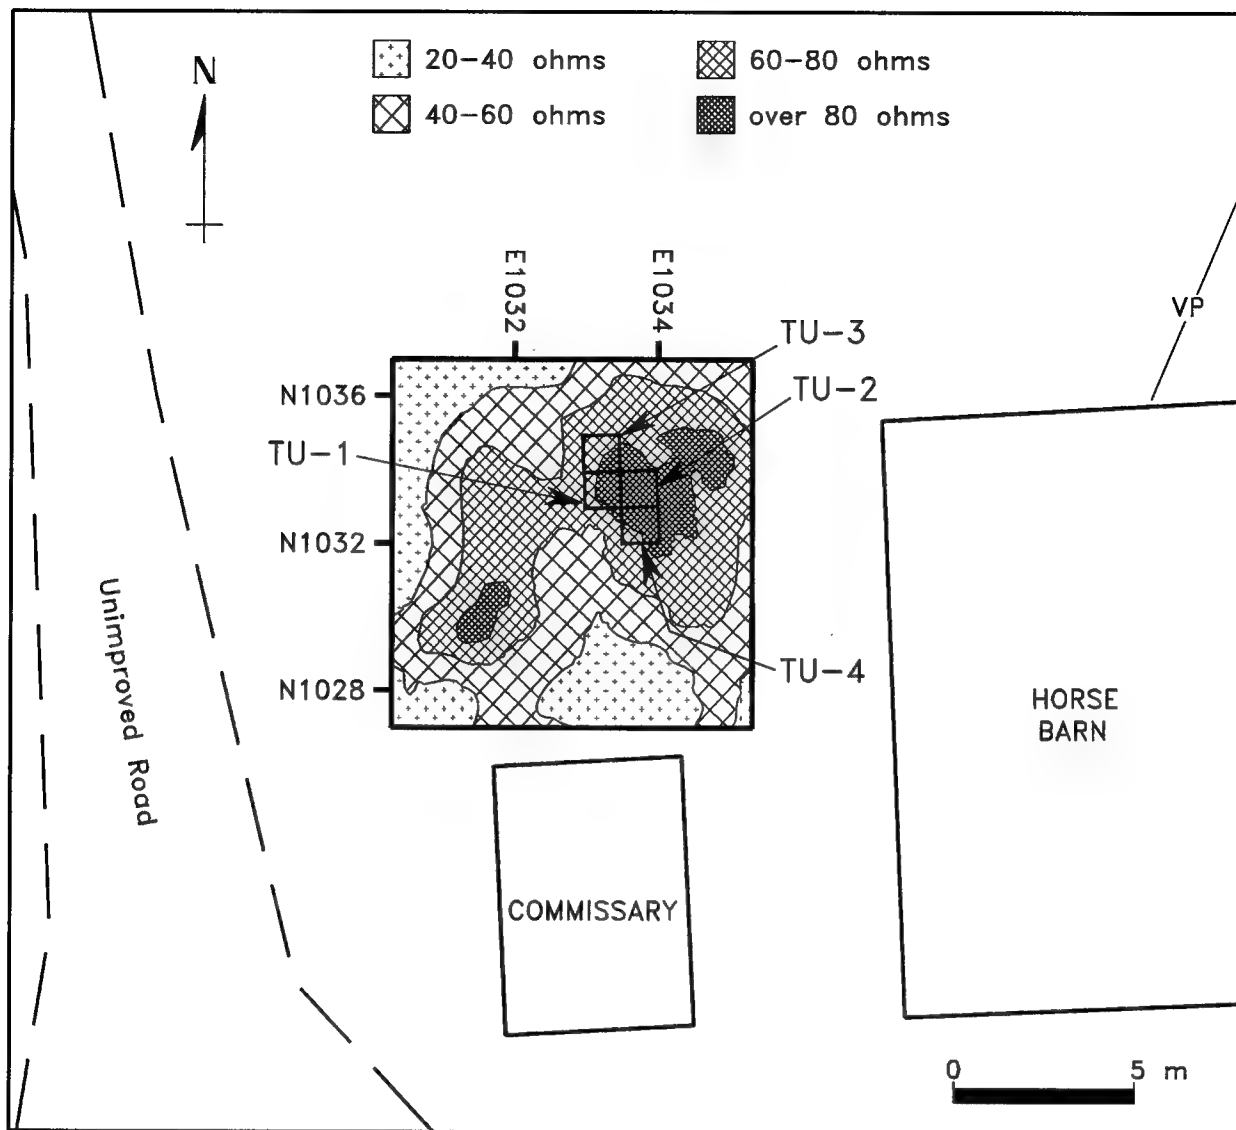 N
20-40 ohms
60-80 ohms
40-60 ohms
over 80 ohms
E1032
E1034
VP
TU-3
N1036
TU-2
TU-1
N1032
Unimproved Road
TU-4
N1028
HORSE
BARN
COMMISSARY
0 5 m